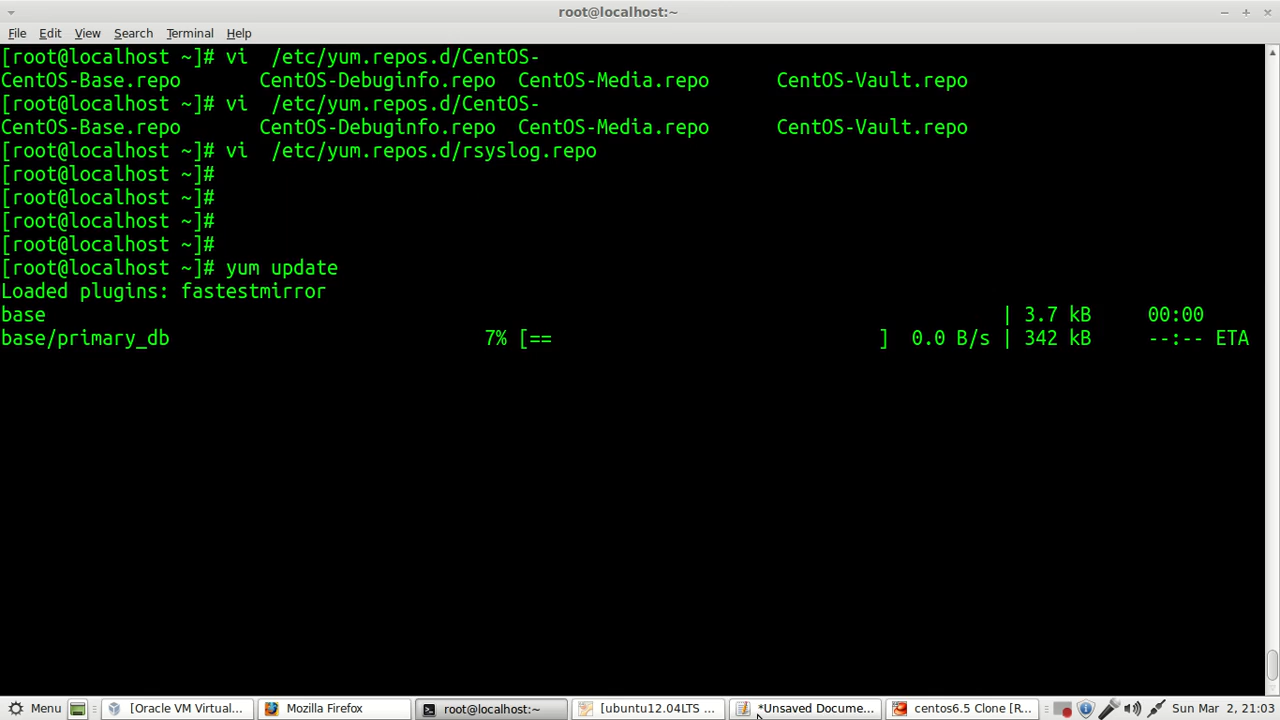 root@localhost:~
File Edit View Search Terminal Help
[root@localhost ~]# vi  /etc/yum.repos.d/CentOS-
CentOS-Base.repo       CentOS-Debuginfo.repo  CentOS-Media.repo      CentOS-Vault.repo
[root@localhost ~]# vi  /etc/yum.repos.d/CentOS-
CentOS-Base.repo       CentOS-Debuginfo.repo  CentOS-Media.repo      CentOS-Vault.repo
[root@localhost ~]# vi  /etc/yum.repos.d/rsyslog.repo
[root@localhost ~]#
[root@localhost ~]#
[root@localhost ~]#
[root@localhost ~]#
[root@localhost ~]# yum update
Loaded plugins: fastestmirror
base                                                                                      | 3.7 kB     00:00
base/primary_db                            7% [==                             ]  0.0 B/s | 342 kB     --:-- ETA
Menu [Oracle VM Virtual... Mozilla Firefox root@localhost:~ [ubuntu12.04LTS ... *Unsaved Docume... centos6.5 Clone [R... Sun Mar 2, 21:03